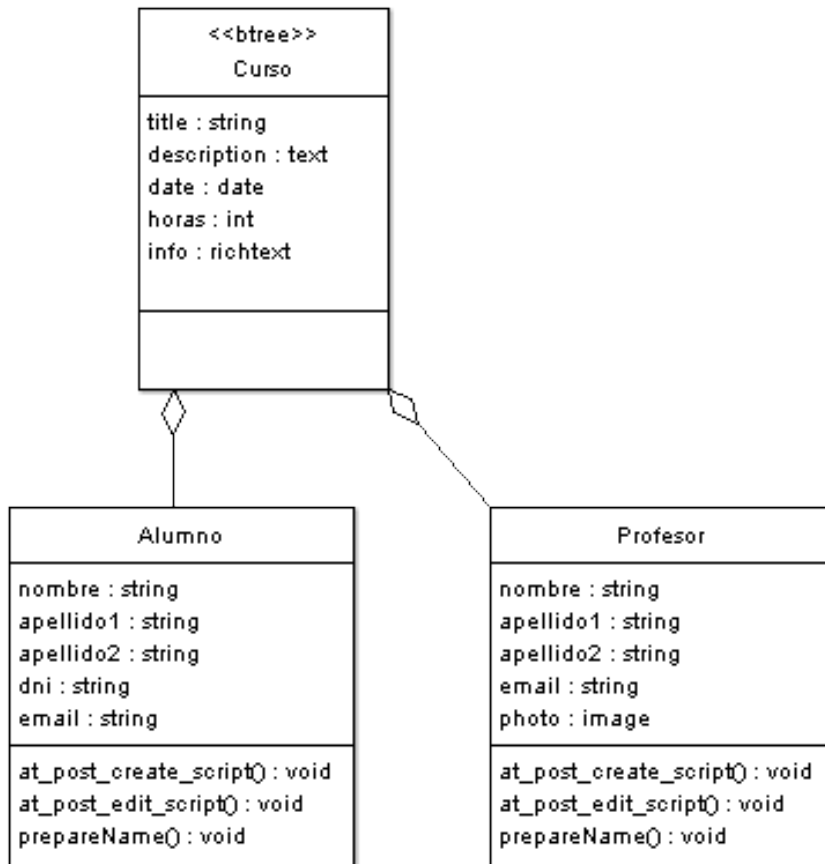 <<btree>>
Curso
title : string
description : text
date : date
horas : int
info : richtext
Alumno
nombre : string
apellido1 : string
apellido2 : string
dni : string
email : string
at_post_create_script() : void
at_post_edit_script() : void
prepareName() : void
Profesor
nombre : string
apellido1 : string
apellido2 : string
email : string
photo : image
at_post_create_script() : void
at_post_edit_script() : void
prepareName() : void